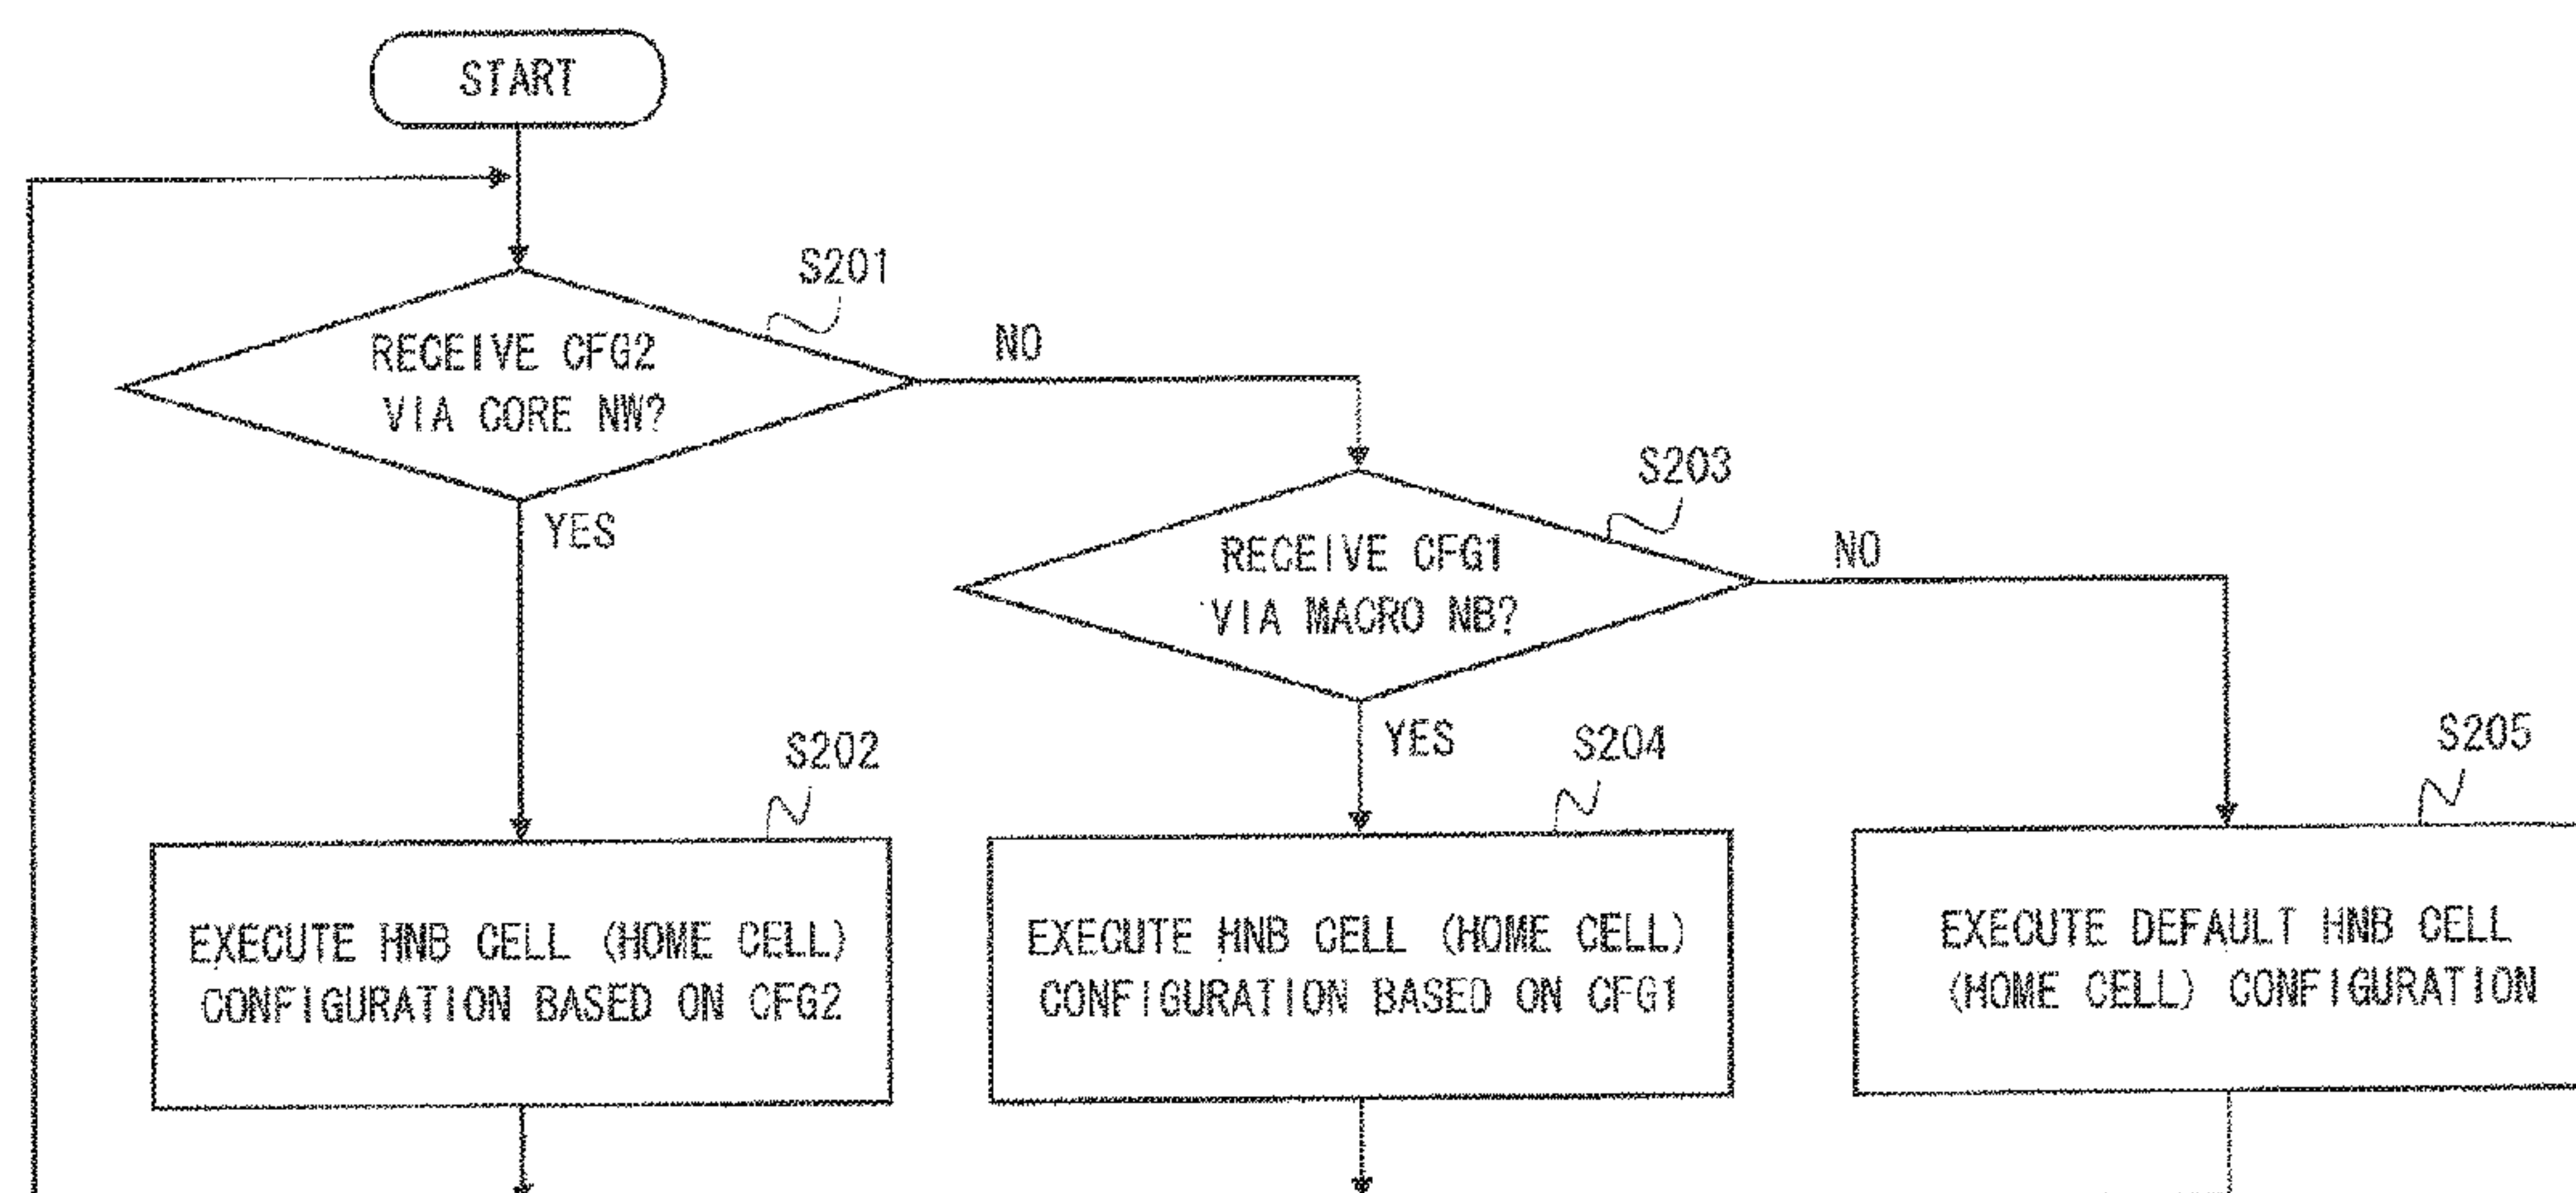 START
S201
RECEIVE CFG2
VIA CORE NW?
NO
YES
S203
RECEIVE CFG1
VIA MACRO NB?
NO
YES
S202
EXECUTE HNB CELL (HOME CELL)
CONFIGURATION BASED ON CFG2
S204
EXECUTE HNB CELL (HOME CELL)
CONFIGURATION BASED ON CFG1
S205
EXECUTE DEFAULT HNB CELL
(HOME CELL) CONFIGURATION